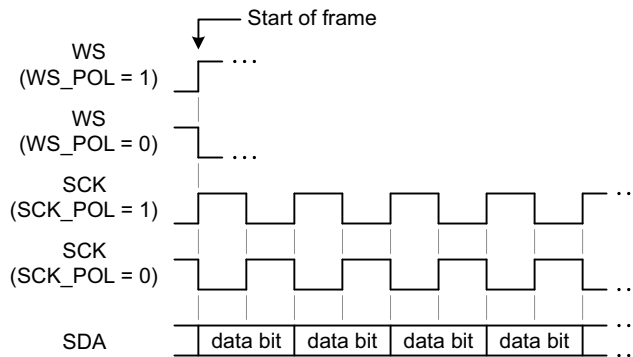 Start of frame
WS
(WS_POL = 1)
WS
(WS_POL = 0)
SCK
(SCK_POL = 1)
SCK
(SCK_POL = 0)
SDA data bit data bit data bit data bit